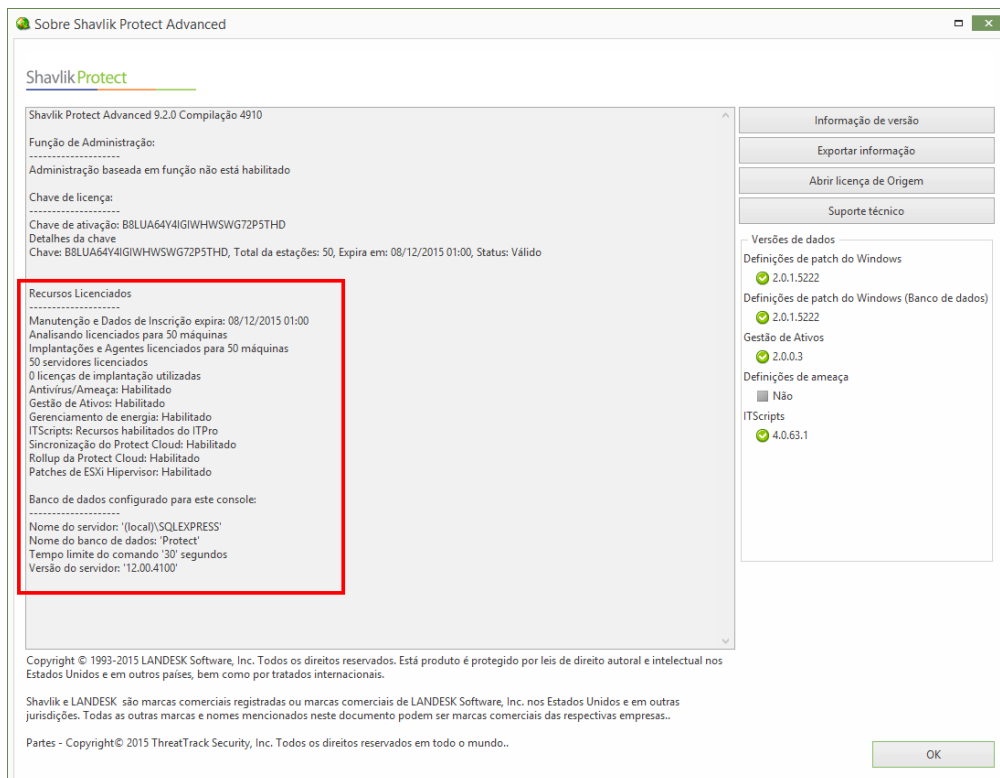 Sobre Shavlik Protect Advanced
Shavlik Protect
Shavlik Protect Advanced 9.2.0 Compilação 4910
Função de Administração:
--------------------
Administração baseada em função não está habilitado
Chave de licença:
--------------------
Chave de ativação: B8LUA64Y4IGIWHWSWG72P5THD
Detalhes da chave
Chave: B8LUA64Y4IGIWHWSWG72P5THD, Total da estações: 50, Expira em: 08/12/2015 01:00, Status: Válido
Recursos Licenciados
--------------------
Manutenção e Dados de Inscrição expira: 08/12/2015 01:00
Analisando licenciados para 50 máquinas
Implantações e Agentes licenciados para 50 máquinas
50 servidores licenciados
0 licenças de implantação utilizadas
Antivírus/Ameaça: Habilitado
Gestão de Ativos: Habilitado
Gerenciamento de energia: Habilitado
ITScripts: Recursos habilitados do ITPro
Sincronização do Protect Cloud: Habilitado
Rollup da Protect Cloud: Habilitado
Patches de ESXi Hipervisor: Habilitado
Banco de dados configurado para este console:
--------------------
Nome do servidor: '(local)\SQLEXPRESS'
Nome do banco de dados: 'Protect'
Tempo limite do comando '30' segundos
Versão do servidor: '12.00.4100'
Informação de versão
Exportar informação
Abrir licença de Origem
Suporte técnico
Versões de dados
Definições de patch do Windows
2.0.1.5222
Definições de patch do Windows (Banco de dados)
2.0.1.5222
Gestão de Ativos
2.0.0.3
Definições de ameaça
Não
ITScripts
4.0.63.1
Copyright © 1993-2015 LANDESK Software, Inc. Todos os direitos reservados. Está produto é protegido por leis de direito autoral e intelectual nos
Estados Unidos e em outros países, bem como por tratados internacionais.
Shavlik e LANDESK são marcas comerciais registradas ou marcas comerciais de LANDESK Software, Inc. nos Estados Unidos e em outras
jurisdições. Todas as outras marcas e nomes mencionados neste documento podem ser marcas comerciais das respectivas empresas..
Partes - Copyright© 2015 ThreatTrack Security, Inc. Todos os direitos reservados em todo o mundo..
OK